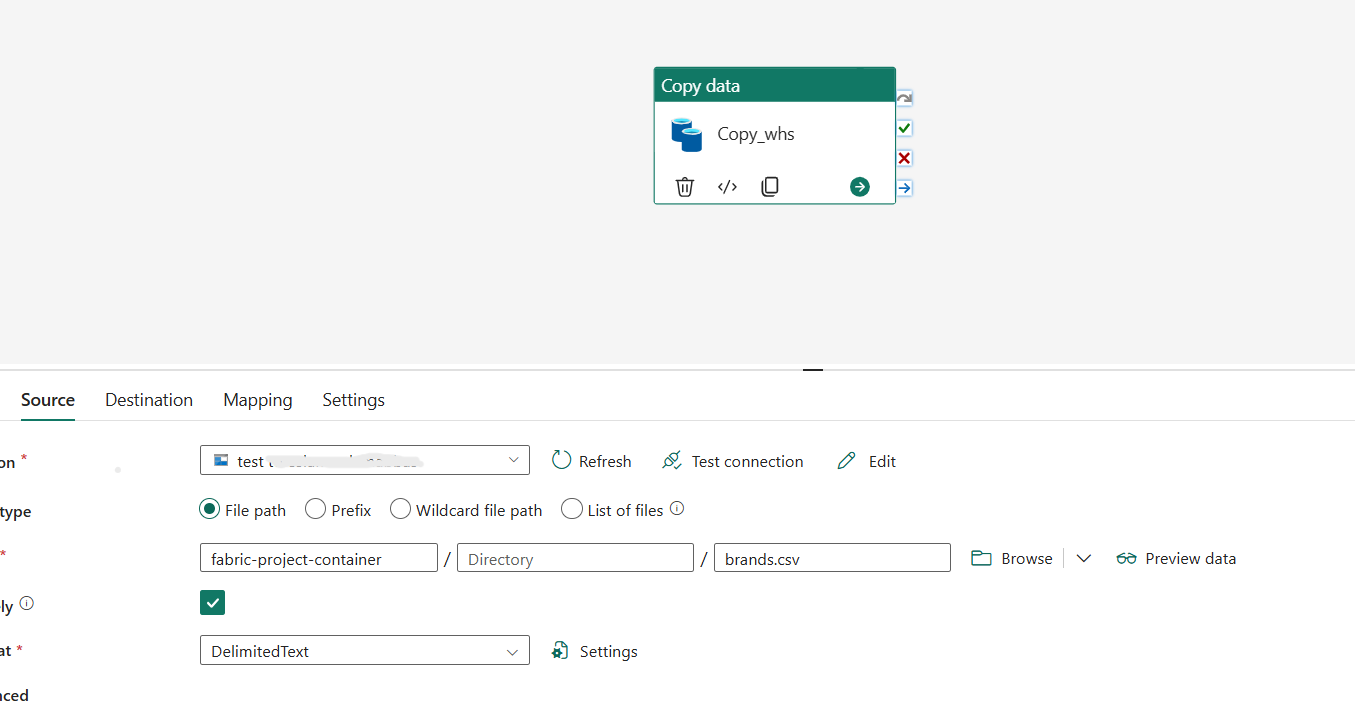 Copy data
Copy_whs
Source Destination Mapping Settings
on * test Refresh Test connection Edit
type File path Prefix Wildcard file path List of files
* fabric-project-container / Directory / brands.csv Browse Preview data
ly
at * DelimitedText Settings
nced